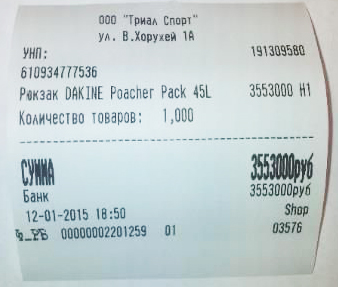 ООО "Триал Спорт"
ул. В.Хоружей 1А
УНП: 191309580
610934777536
Рюкзак DAKINE Poacher Pack 45L 3553000 Н1
Количество товаров: 1,000
СУММА 3553000руб
Банк 3553000руб
12-01-2015 18:50 Shop
00000002201259 01 03576